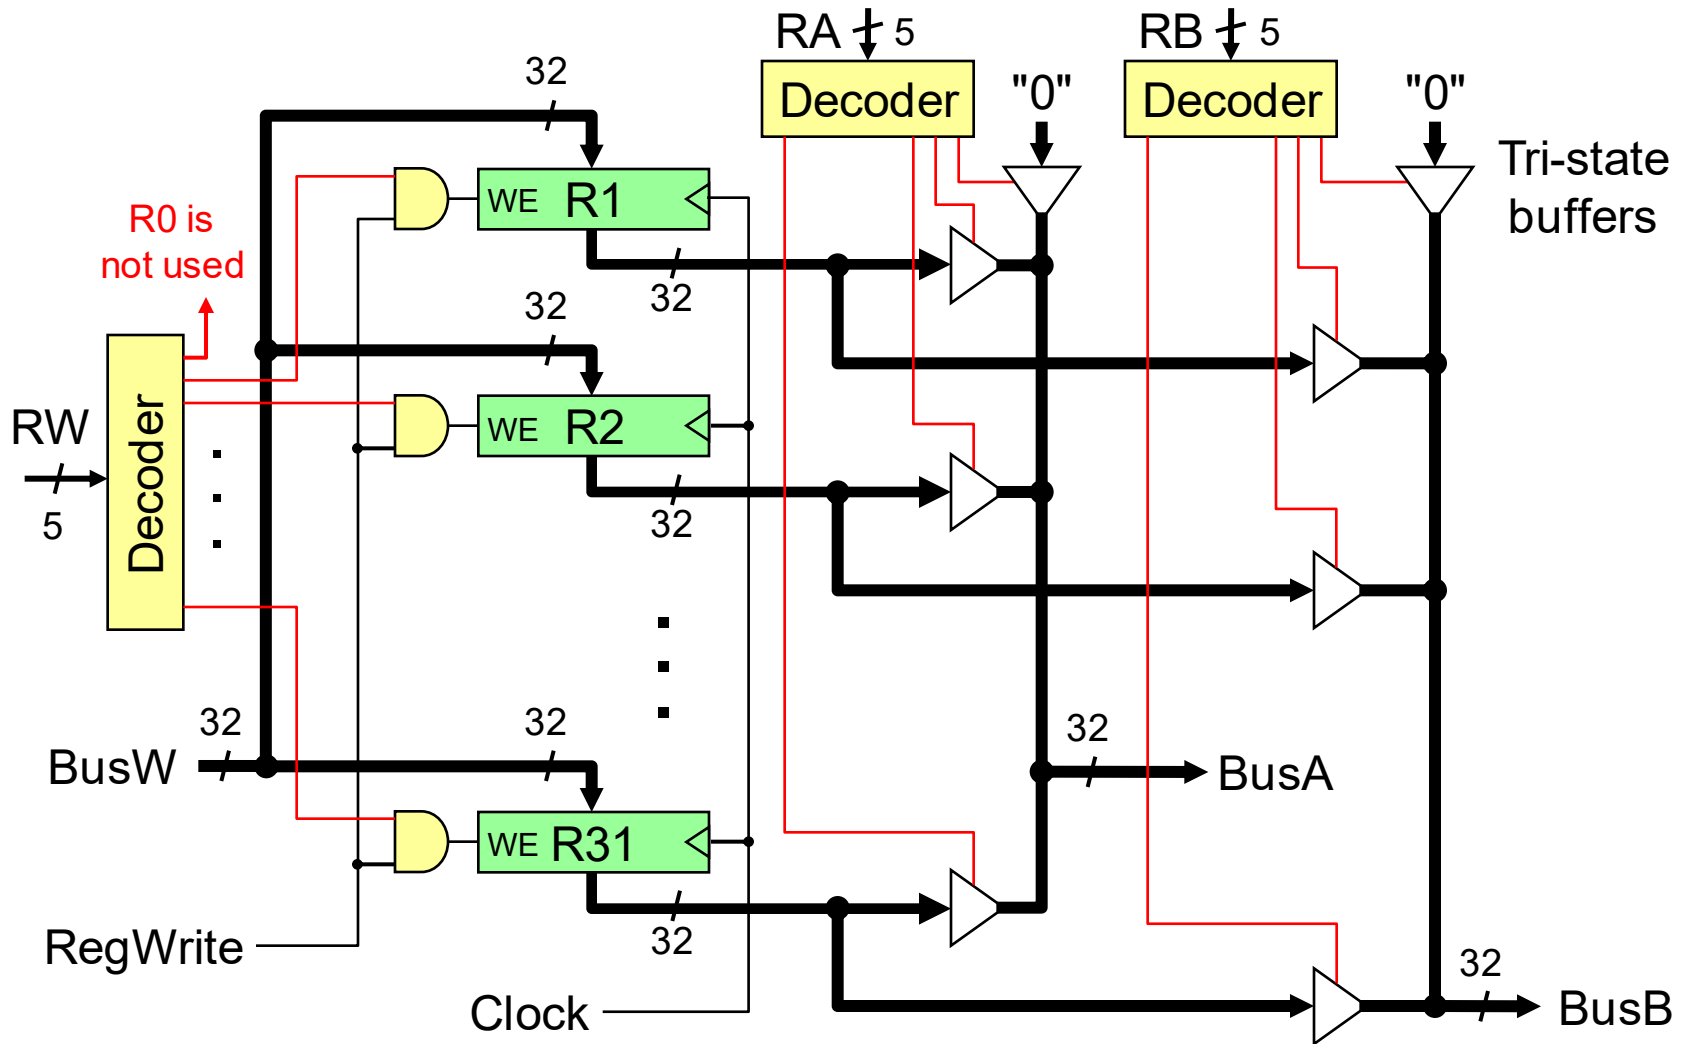 RA
5
RB
5
32
Decoder
"0"
Decoder
"0"
Tri-state
buffers
WE R1
R0 is
not used
32
32
RW
5
Decoder
WE R2
32
32
32
BusW
32
BusA
WE R31
32
RegWrite
32
Clock
BusB